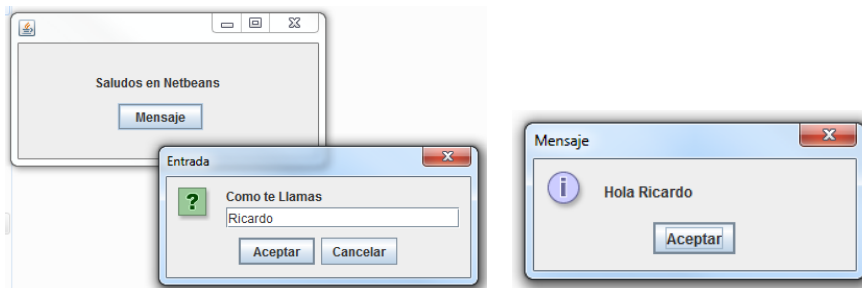 Saludos en Netbeans
Mensaje
Entrada
Como te Llamas
Ricardo
Aceptar Cancelar
Mensaje
Hola Ricardo
Aceptar